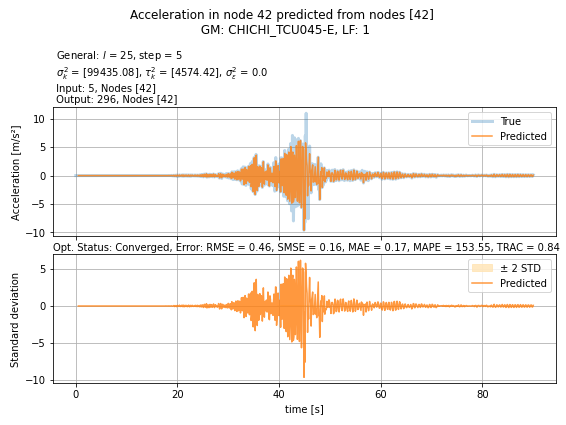 Acceleration in node 42 predicted from nodes [42]
GM: CHICHI_TCU045-E, LF: 1
General: l = 25, step = 5
σ²ₖ = [99435.08], τ²ₖ = [4574.42], σ²ε = 0.0
Input: 5, Nodes [42]
Output: 296, Nodes [42]
10
5
0
−5
−10
Acceleration [m/s²]
True
Predicted
Opt. Status: Converged, Error: RMSE = 0.46, SMSE = 0.16, MAE = 0.17, MAPE = 153.55, TRAC = 0.84
5
0
−5
−10
Standard deviation
± 2 STD
Predicted
0 20 40 60 80
time [s]